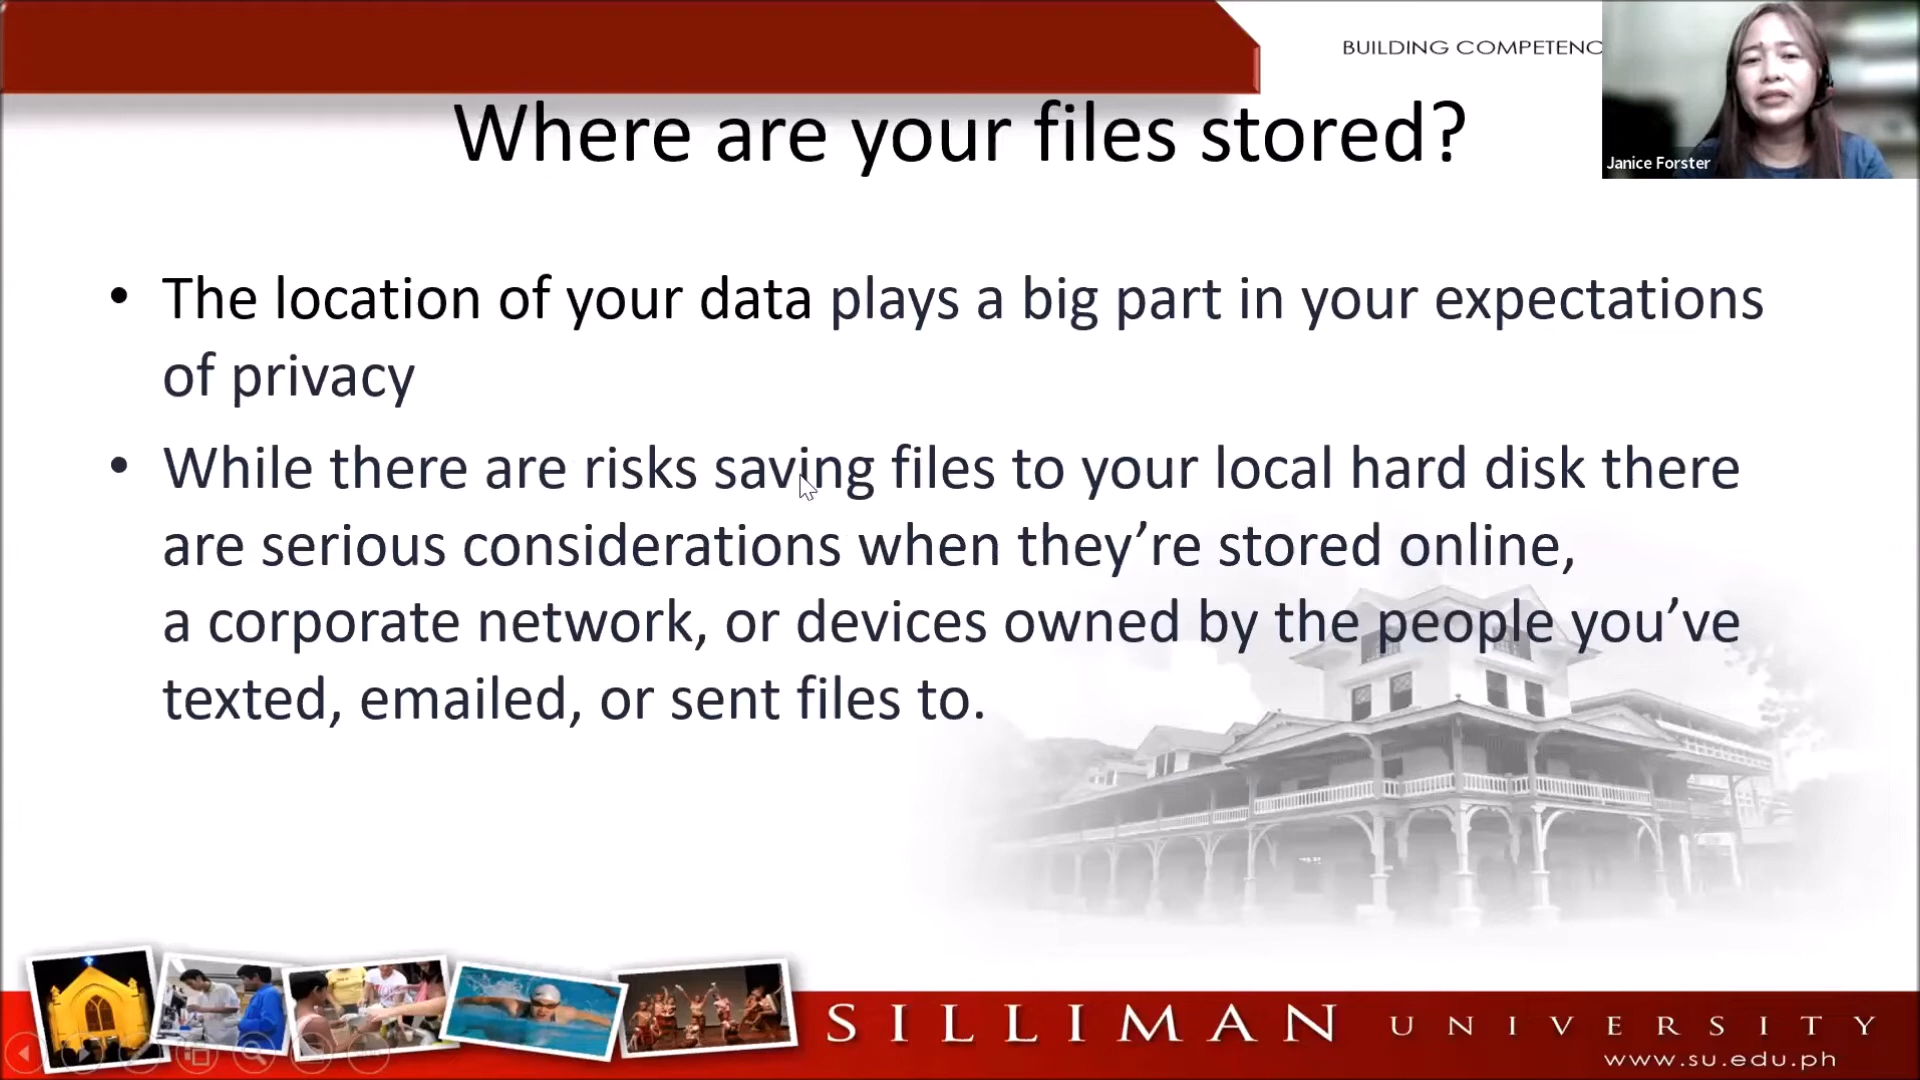 BUILDING COMPETENC
Janice Forster
Where are your files stored?
• The location of your data plays a big part in your expectations
of privacy
• While there are risks saving files to your local hard disk there
are serious considerations when they’re stored online,
a corporate network, or devices owned by the people you’ve
texted, emailed, or sent files to.
SILLIMAN UNIVERSITY
www.su.edu.ph